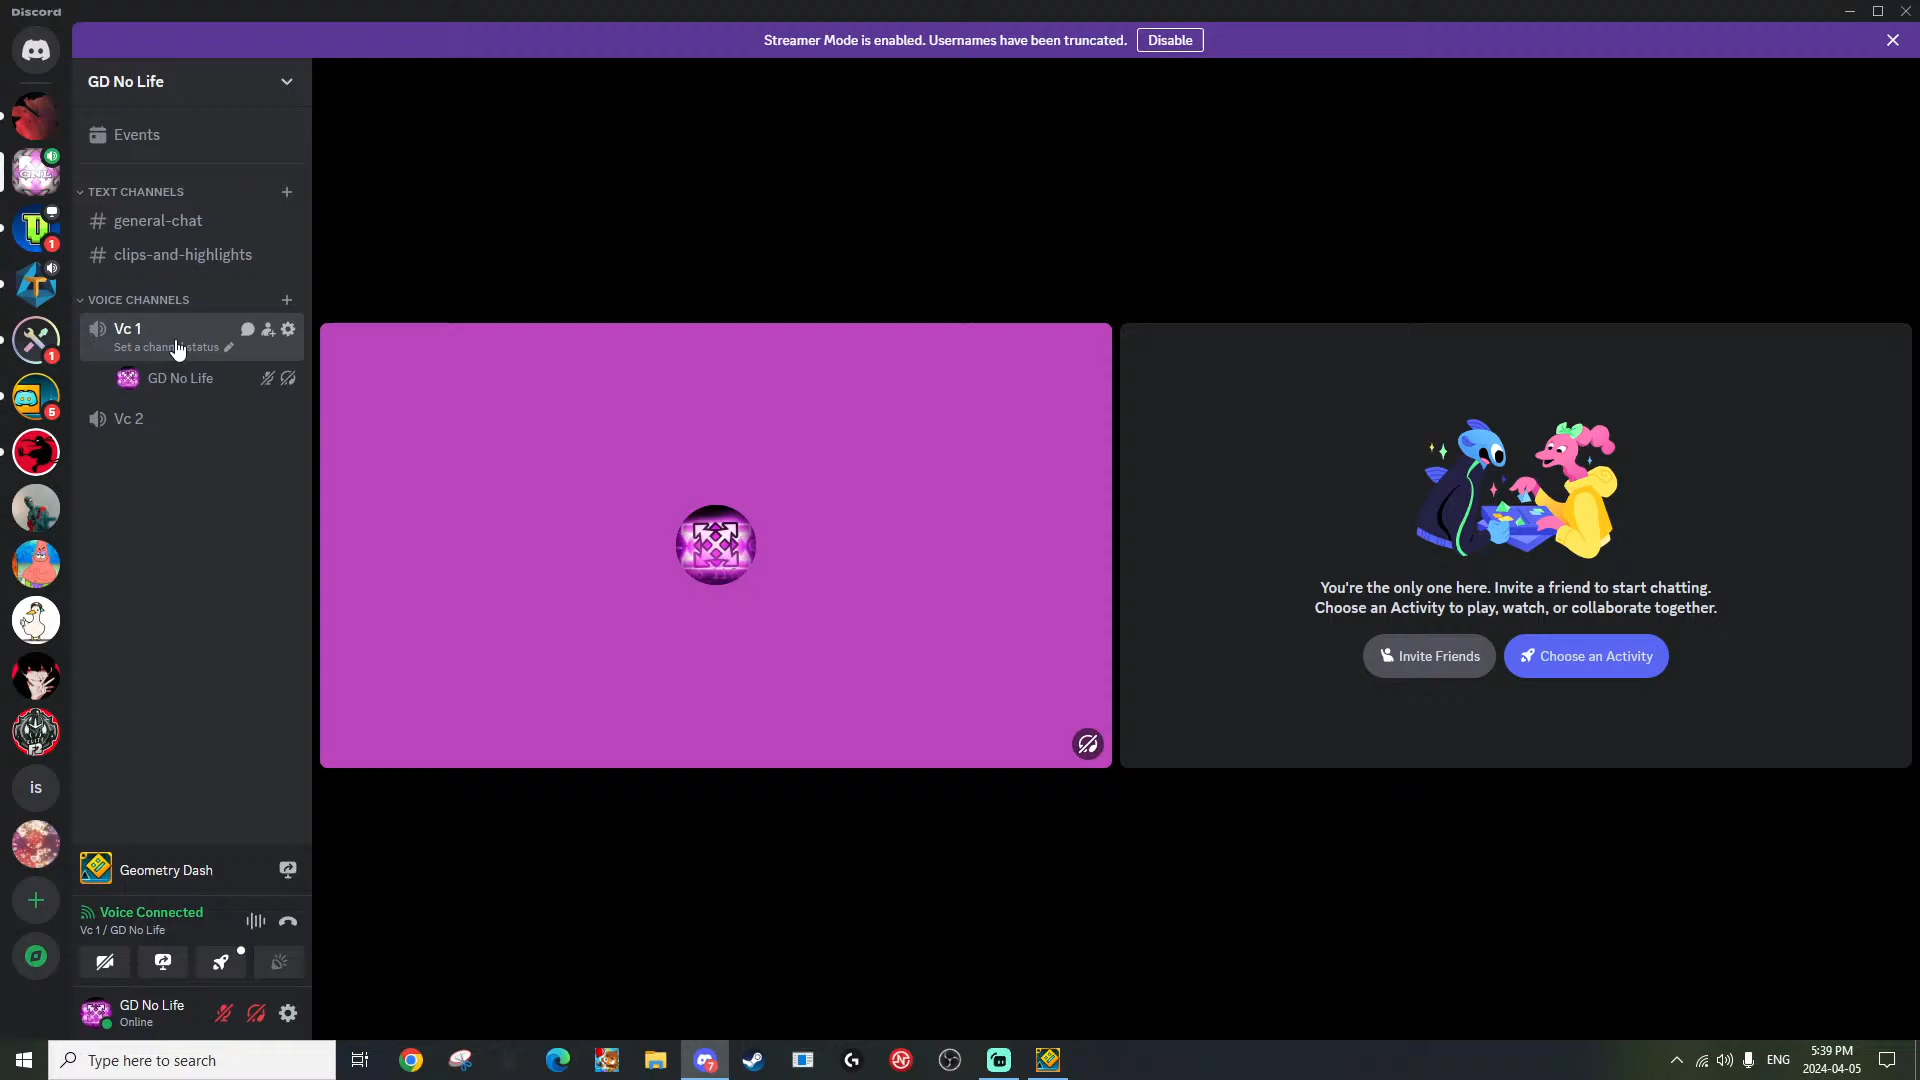 Discord
Streamer Mode is enabled. Usernames have been truncated.
Disable
GD No Life
Events
TEXT CHANNELS
general-chat
clips-and-highlights
VOICE CHANNELS
Vc 1
Set a channel status
GD No Life
Vc 2
1
1
5
is
You're the only one here. Invite a friend to start chatting.
Choose an Activity to play, watch, or collaborate together.
Invite Friends
Choose an Activity
Geometry Dash
Voice Connected
Vc 1 / GD No Life
GD No Life
Online
Type here to search
7
ENG
5:39 PM
2024-04-05